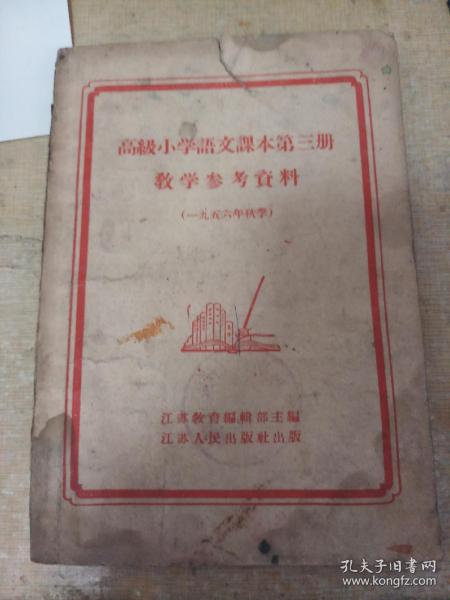 高級小学語文課本第三册
教学参考資料
(一九五六年秋季)
江苏教育編輯部主編
江苏人民出版社出版
孔夫子旧书网
www.kongfz.com